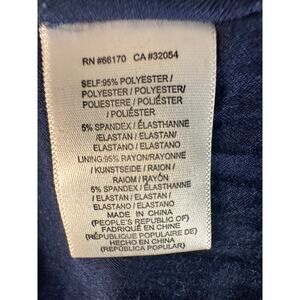 RN #66170 CA #32054
SELF:95% POLYESTER /
POLYESTER / POLYESTER/
POLIESTERE / POLIÉSTER
/ POLIÉSTER
5% SPANDEX / ÉLASTHANNE
/ELASTAN / ELASTAN/
ELASTANO / ELASTANO
LINING:95% RAYON/RAYONNE
/ KUNSTSEIDE / RAION /
RAIOM / RAYÓN
5% SPANDEX / ÉLASTHANNE
/ ELASTAN / ELASTAN /
ELASTANO / ELASTANO
MADE IN CHINA
(PEOPLE'S REPUBLIC OF)
FABRIQUÉ EN CHINE
(RÉPUBLIQUE POPULAIRE DE)
HECHO EN CHINA
(REPÚBLICA POPULAR)